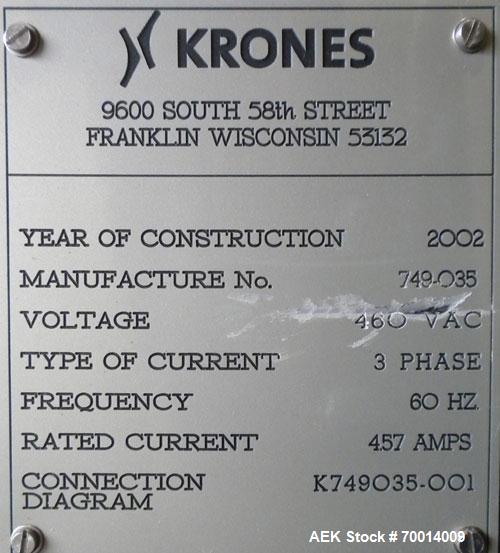 KRONES
9600 SOUTH 58th STREET
FRANKLIN WISCONSIN 53132
YEAR OF CONSTRUCTION 2002
MANUFACTURE No. 749-035
VOLTAGE 460 VAC
TYPE OF CURRENT 3 PHASE
FREQUENCY 60 HZ.
RATED CURRENT 457 AMPS
CONNECTION DIAGRAM K749035-001
AEK Stock # 70014009